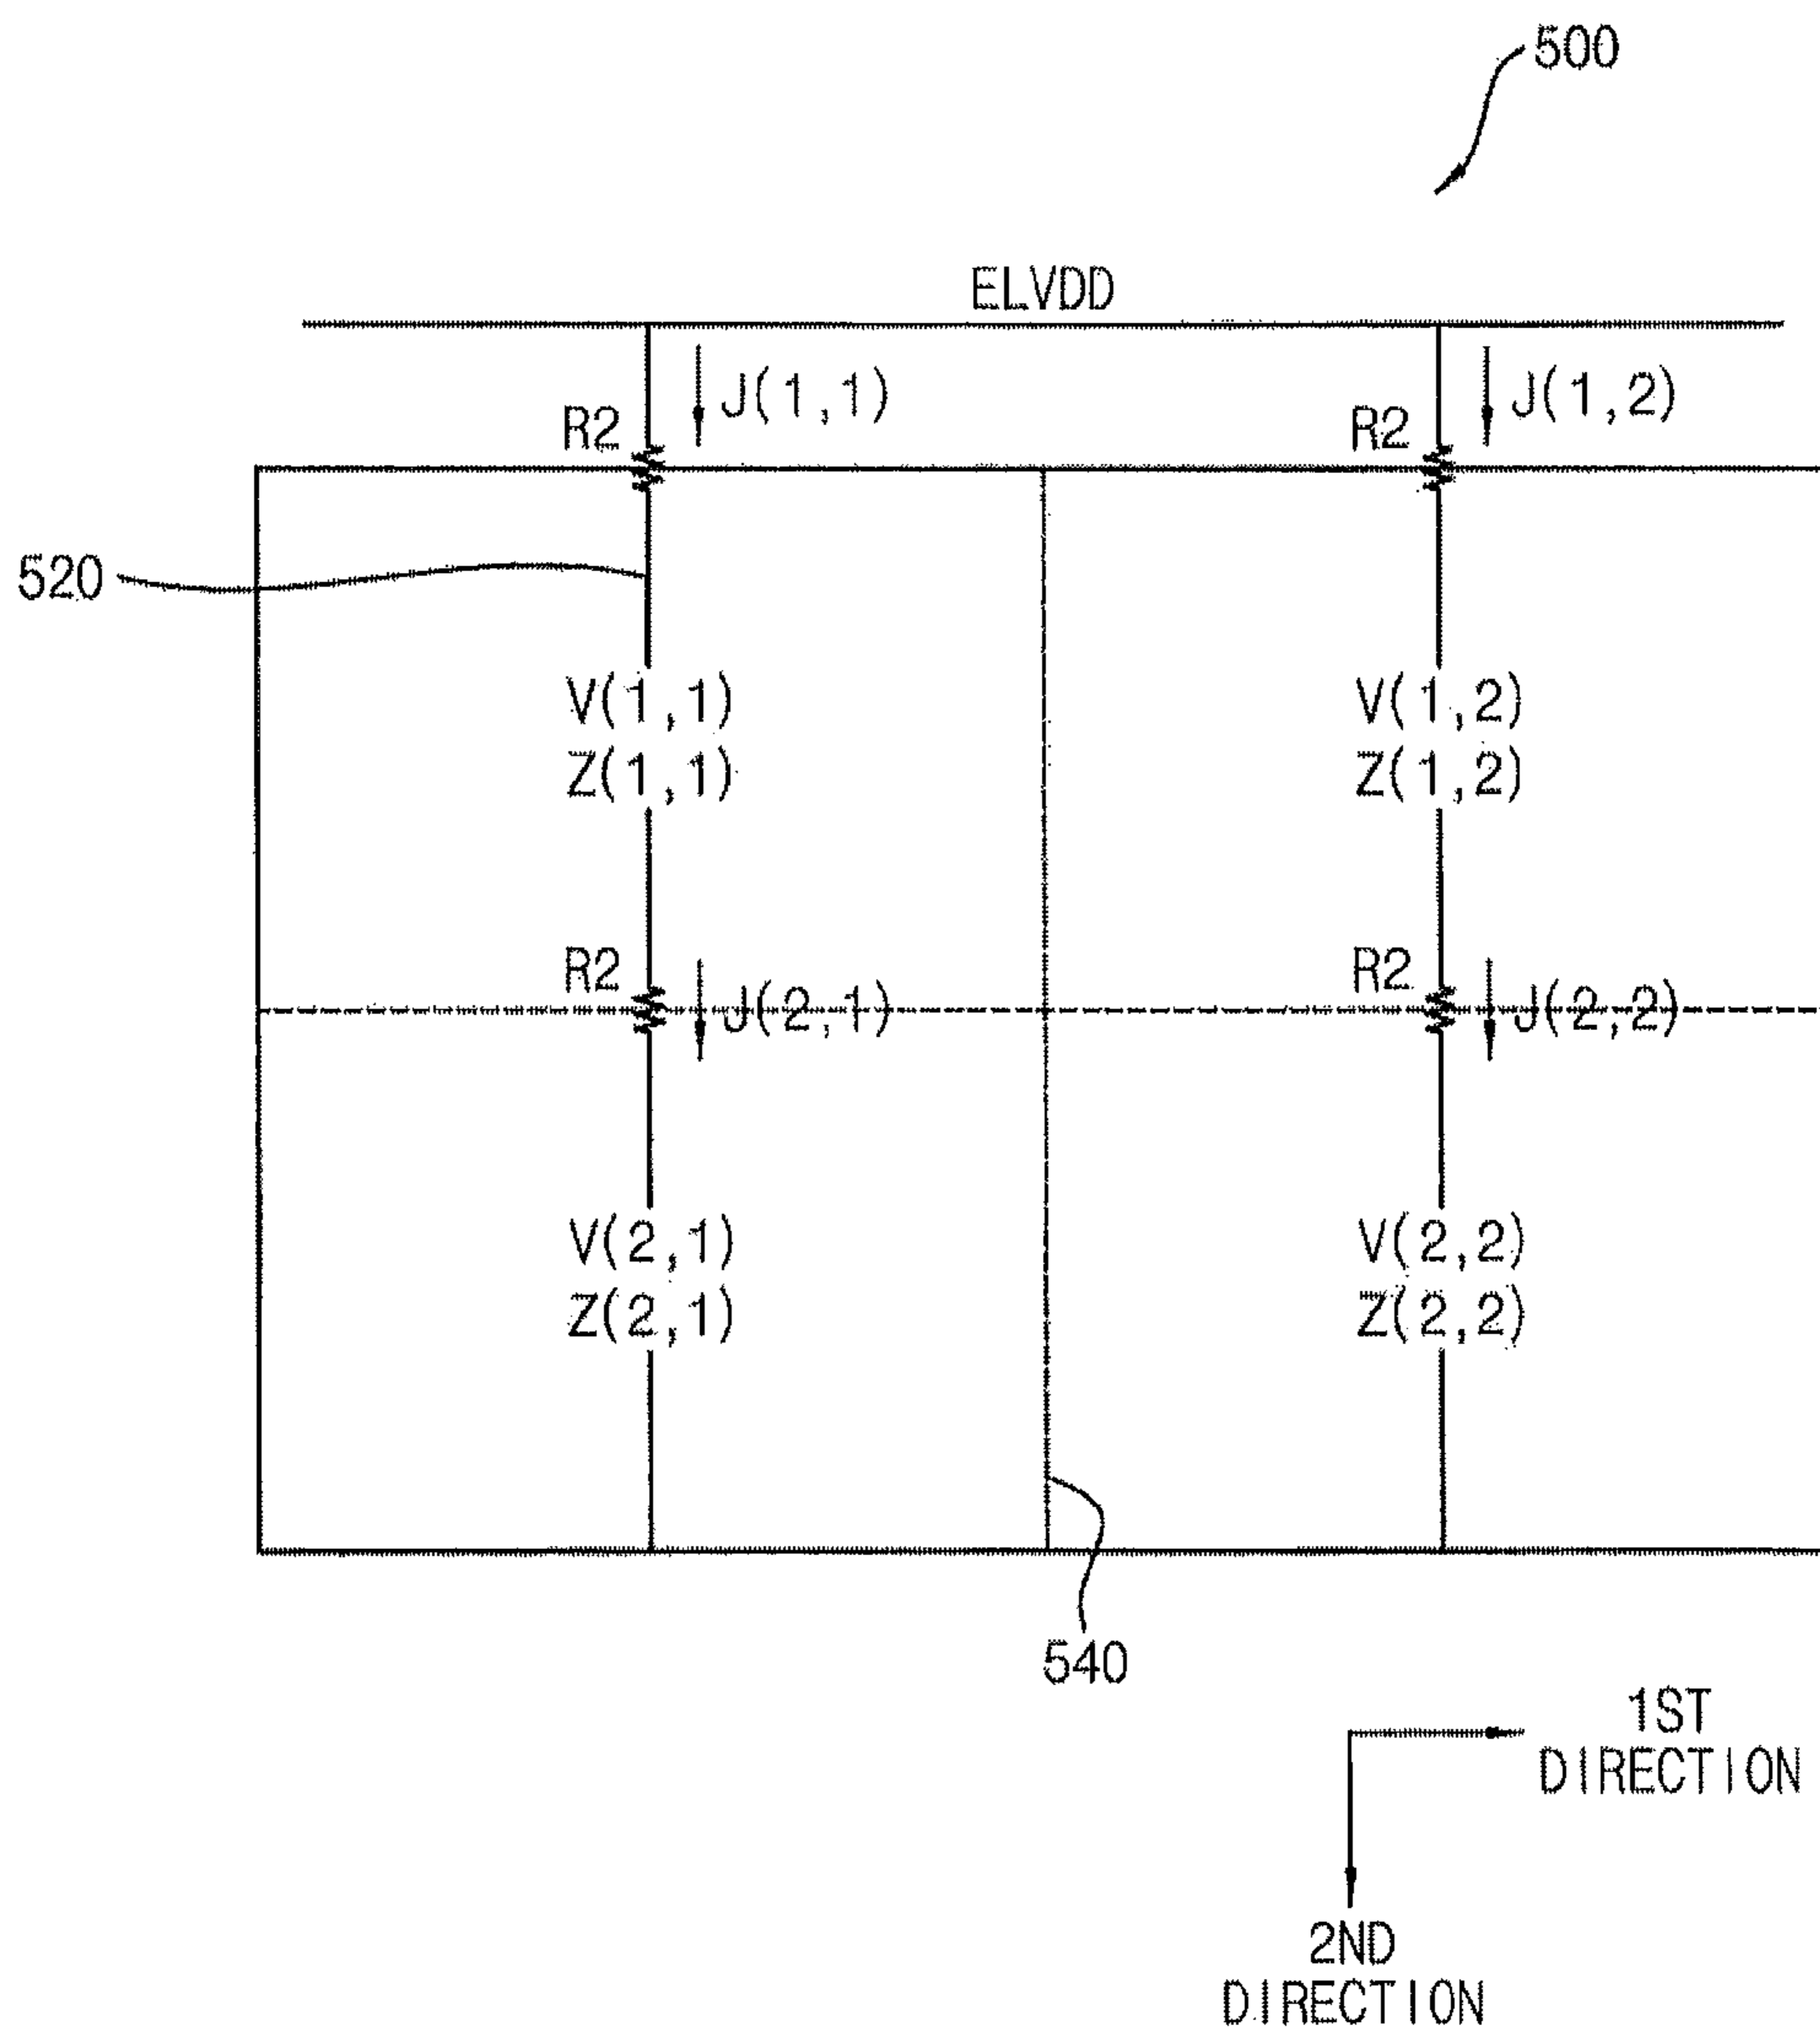 500
ELVDD
J(1,1)
J(1,2)
R2
R2
520
V(1,1)
Z(1,1)
V(1,2)
Z(1,2)
R2
J(2,1)
R2
J(2,2)
V(2,1)
Z(2,1)
V(2,2)
Z(2,2)
540
1ST
DIRECTION
2ND
DIRECTION